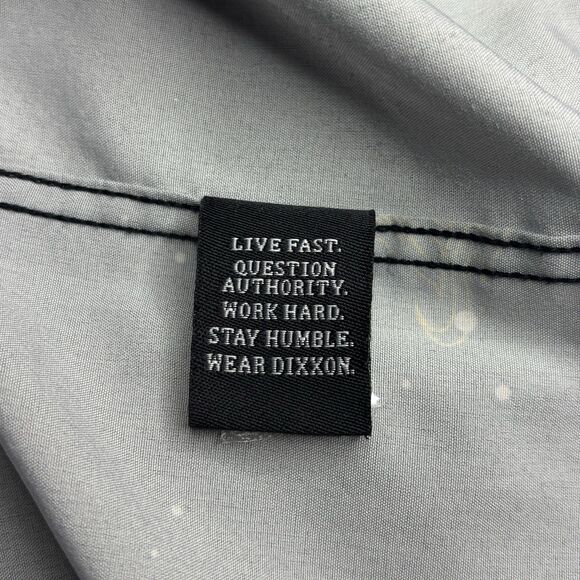 LIVE FAST.
QUESTION
AUTHORITY.
WORK HARD.
STAY HUMBLE.
WEAR DIXXON.